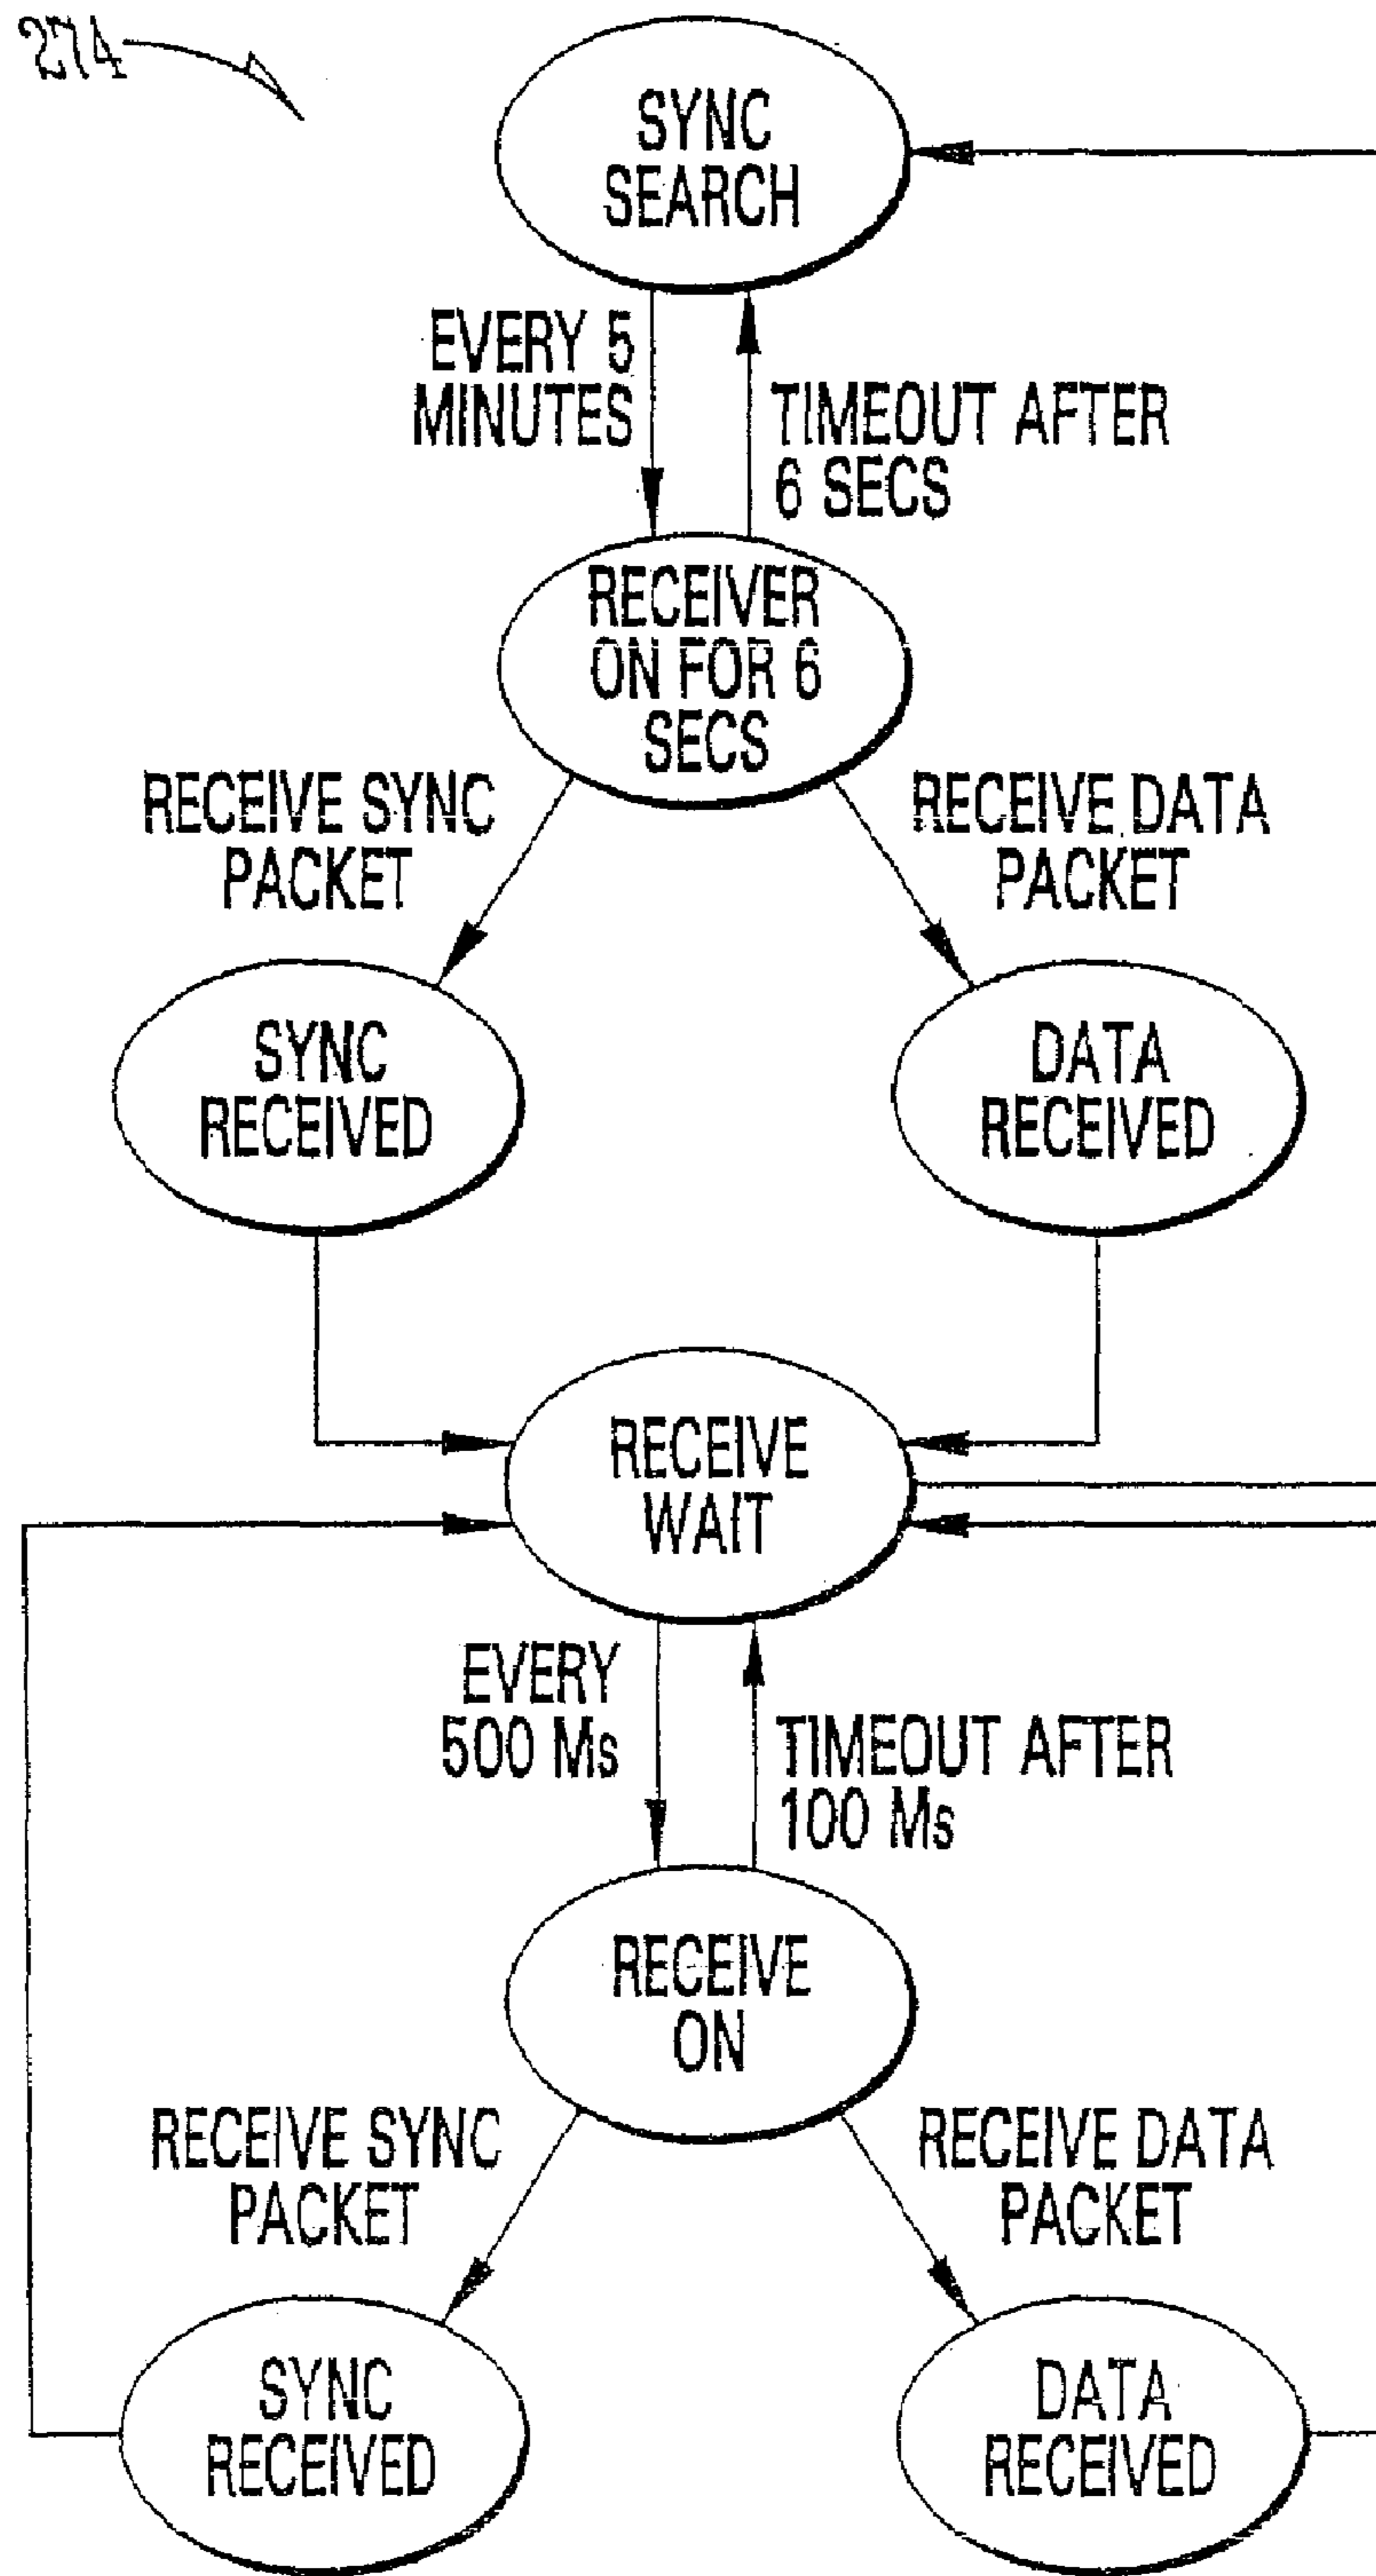 274
SYNC
SEARCH
EVERY 5
MINUTES
TIMEOUT AFTER
6 SECS
RECEIVER
ON FOR 6
SECS
RECEIVE SYNC
PACKET
RECEIVE DATA
PACKET
SYNC
RECEIVED
DATA
RECEIVED
RECEIVE
WAIT
EVERY
500 Ms
TIMEOUT AFTER
100 Ms
RECEIVE
ON
RECEIVE SYNC
PACKET
RECEIVE DATA
PACKET
SYNC
RECEIVED
DATA
RECEIVED